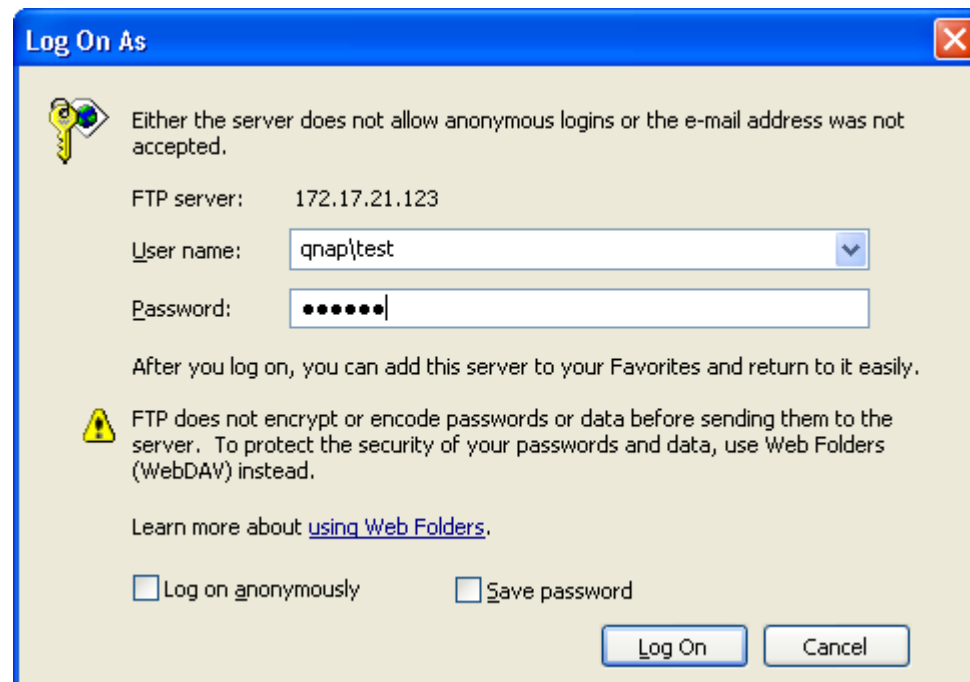 Log On As
Either the server does not allow anonymous logins or the e-mail address was not
accepted.
FTP server: 172.17.21.123
User name: qnap\test
Password: ●●●●●●
After you log on, you can add this server to your Favorites and return to it easily.
FTP does not encrypt or encode passwords or data before sending them to the
server. To protect the security of your passwords and data, use Web Folders
(WebDAV) instead.
Learn more about using Web Folders.
Log on anonymously Save password
Log On Cancel